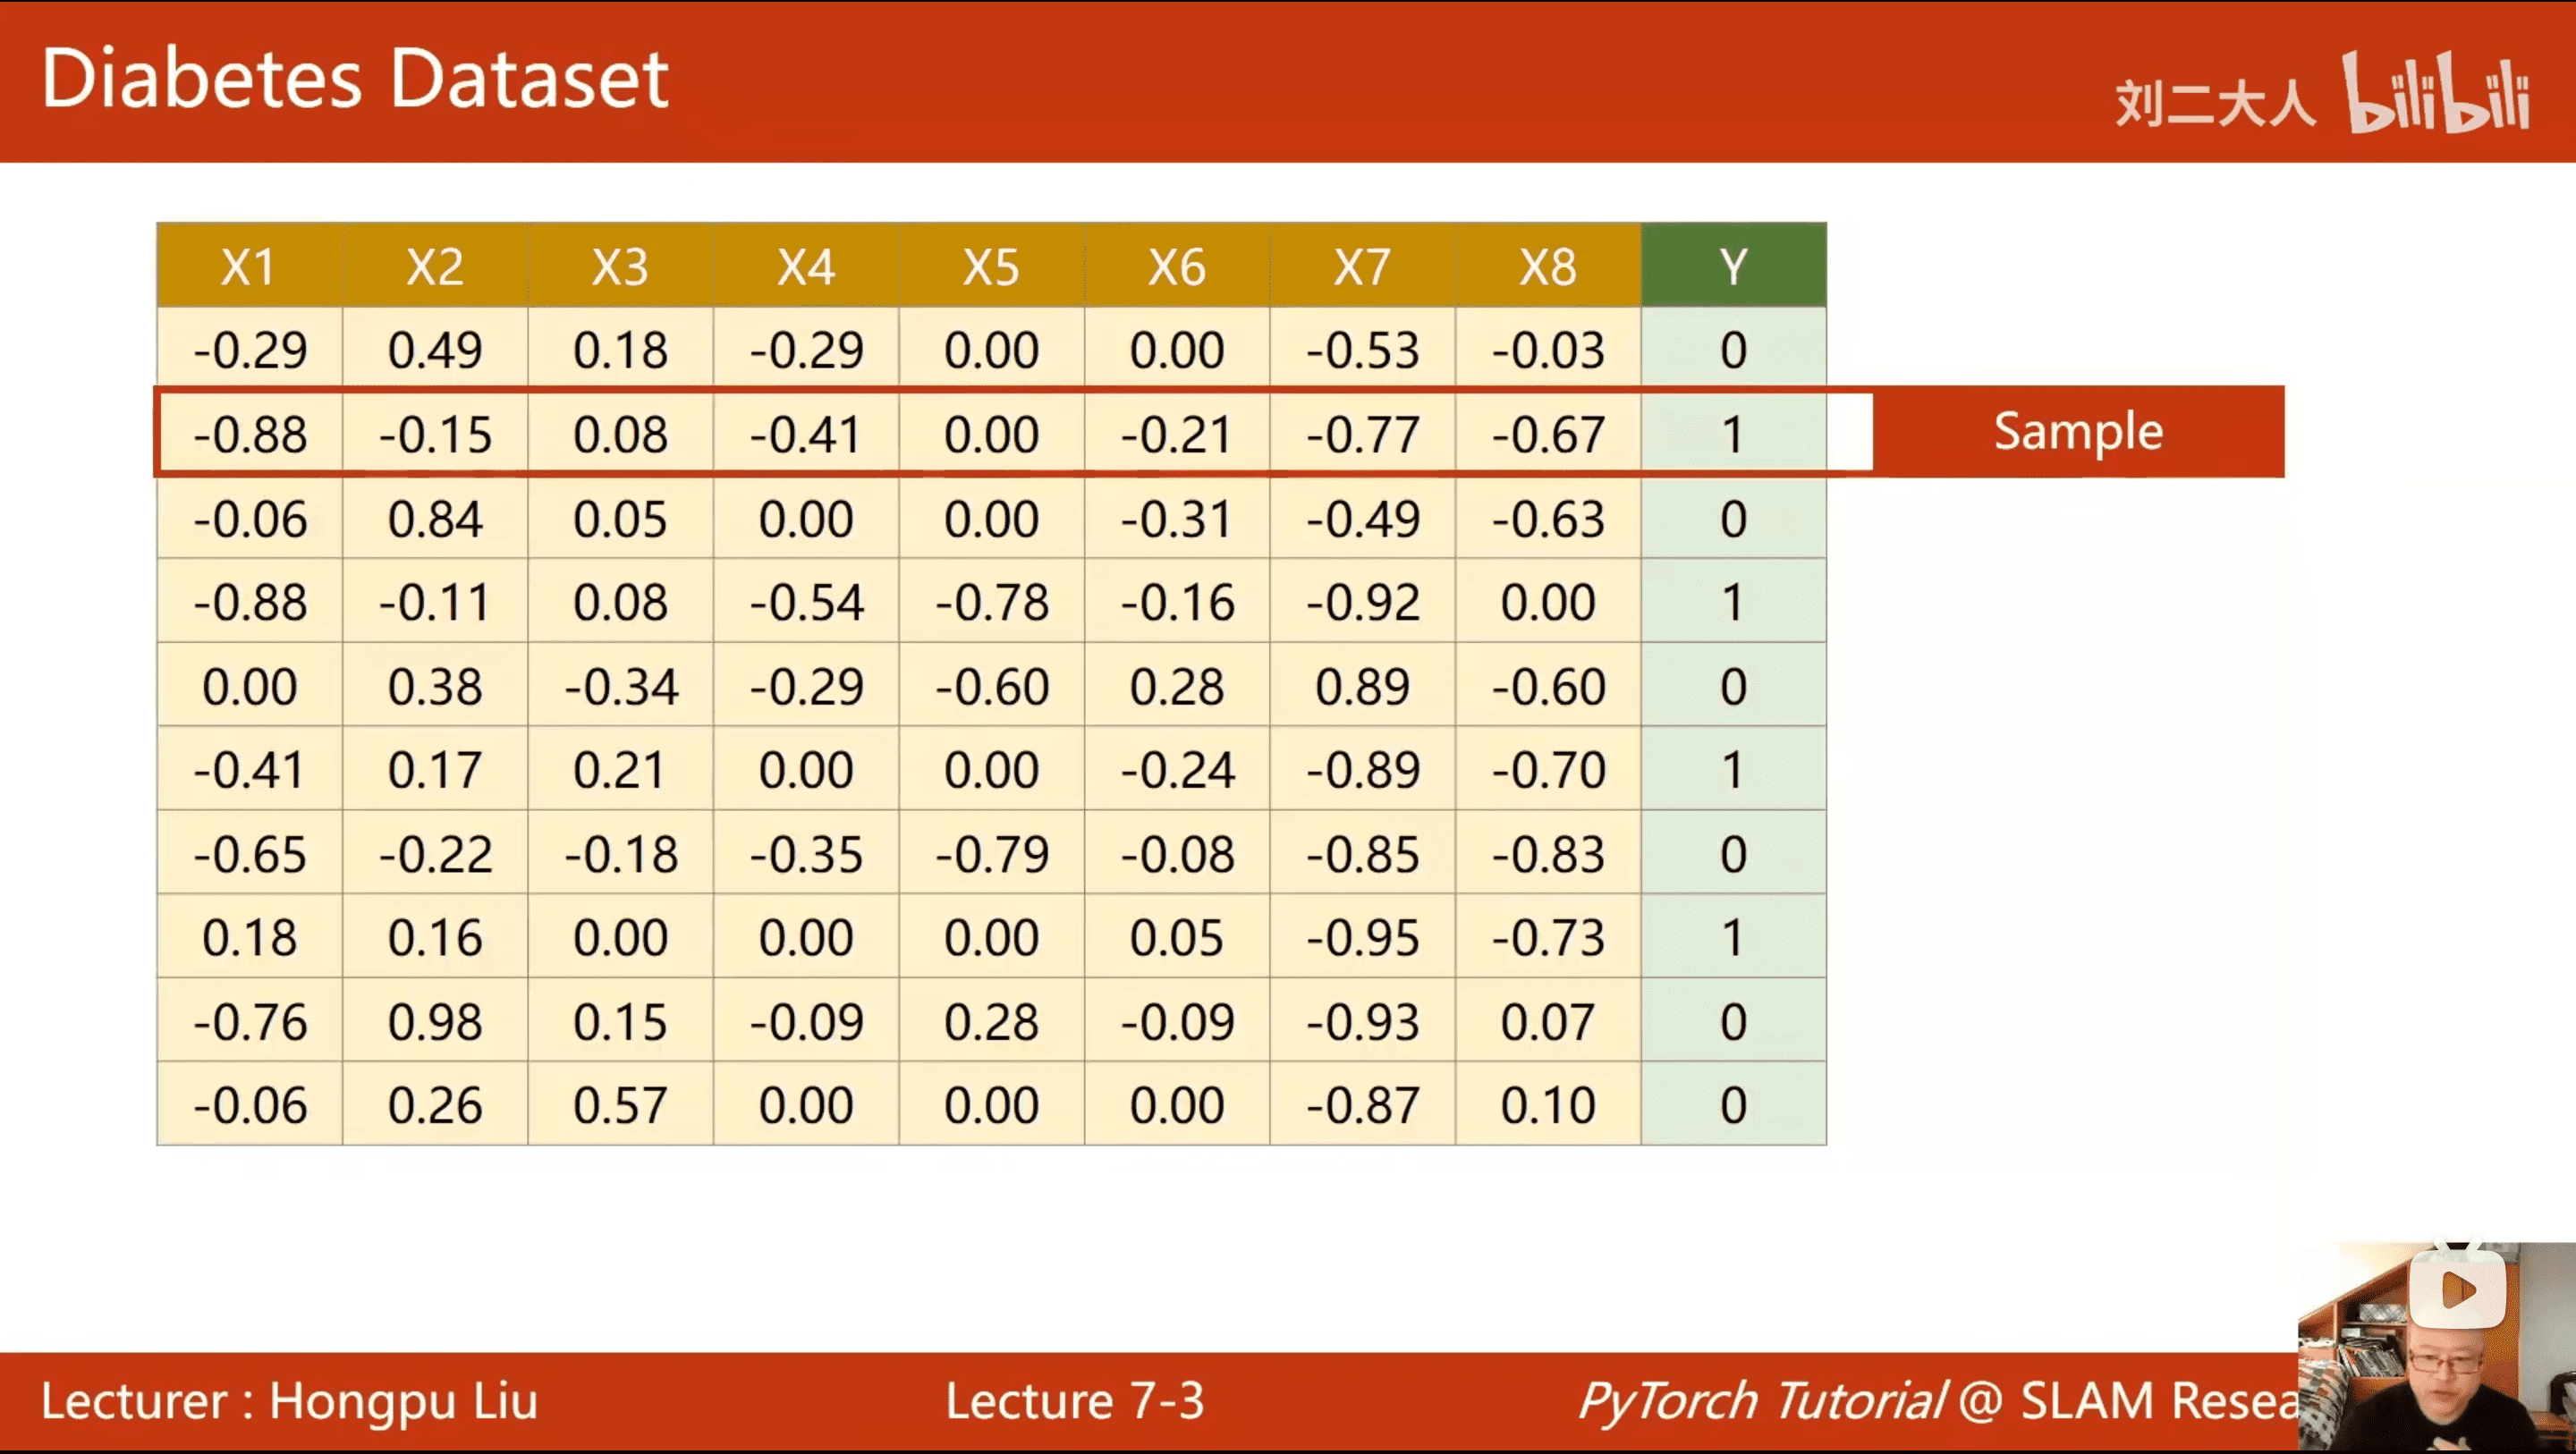 Diabetes Dataset
刘二大人 bilibili
X1 X2 X3 X4 X5 X6 X7 X8 Y
-0.29 0.49 0.18 -0.29 0.00 0.00 -0.53 -0.03 0
-0.88 -0.15 0.08 -0.41 0.00 -0.21 -0.77 -0.67 1 Sample
-0.06 0.84 0.05 0.00 0.00 -0.31 -0.49 -0.63 0
-0.88 -0.11 0.08 -0.54 -0.78 -0.16 -0.92 0.00 1
0.00 0.38 -0.34 -0.29 -0.60 0.28 0.89 -0.60 0
-0.41 0.17 0.21 0.00 0.00 -0.24 -0.89 -0.70 1
-0.65 -0.22 -0.18 -0.35 -0.79 -0.08 -0.85 -0.83 0
0.18 0.16 0.00 0.00 0.00 0.05 -0.95 -0.73 1
-0.76 0.98 0.15 -0.09 0.28 -0.09 -0.93 0.07 0
-0.06 0.26 0.57 0.00 0.00 0.00 -0.87 0.10 0
Lecturer : Hongpu Liu Lecture 7-3 PyTorch Tutorial @ SLAM Resea